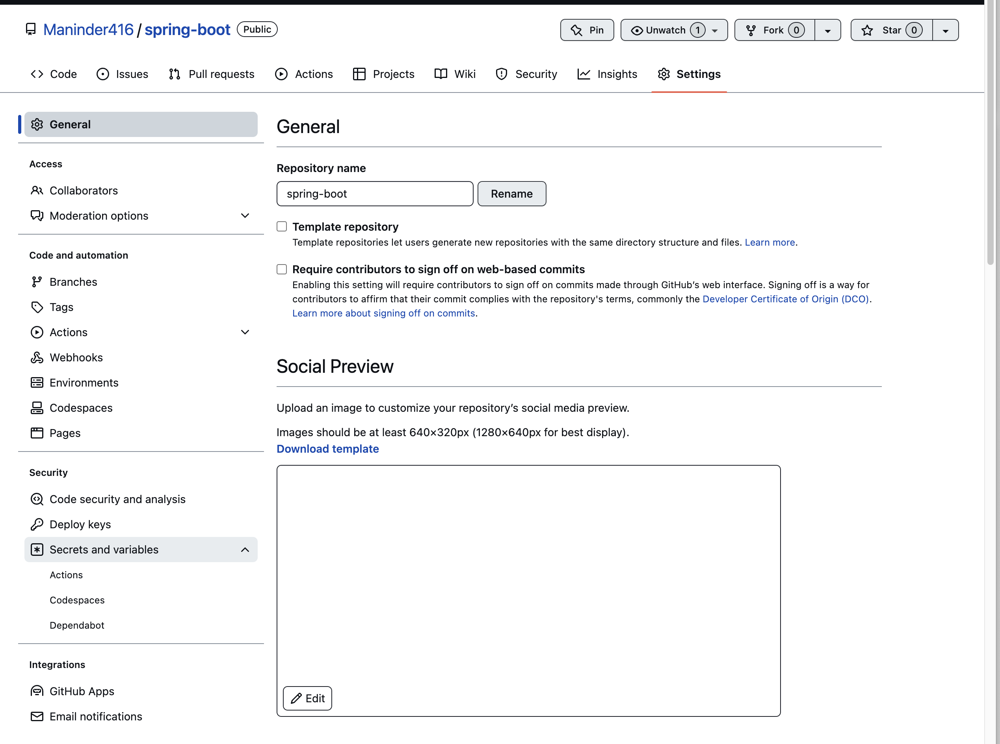 Maninder416 / spring-boot Public
Pin Unwatch 1 Fork 0 Star 0
Code Issues Pull requests Actions Projects Wiki Security Insights Settings
General
Access
Collaborators
Moderation options
Code and automation
Branches
Tags
Actions
Webhooks
Environments
Codespaces
Pages
Security
Code security and analysis
Deploy keys
Secrets and variables
Actions
Codespaces
Dependabot
Integrations
GitHub Apps
Email notifications
General
Repository name
spring-boot Rename
Template repository
Template repositories let users generate new repositories with the same directory structure and files. Learn more.
Require contributors to sign off on web-based commits
Enabling this setting will require contributors to sign off on commits made through GitHub’s web interface. Signing off is a way for
contributors to affirm that their commit complies with the repository's terms, commonly the Developer Certificate of Origin (DCO).
Learn more about signing off on commits.
Social Preview
Upload an image to customize your repository’s social media preview.
Images should be at least 640×320px (1280×640px for best display).
Download template
Edit